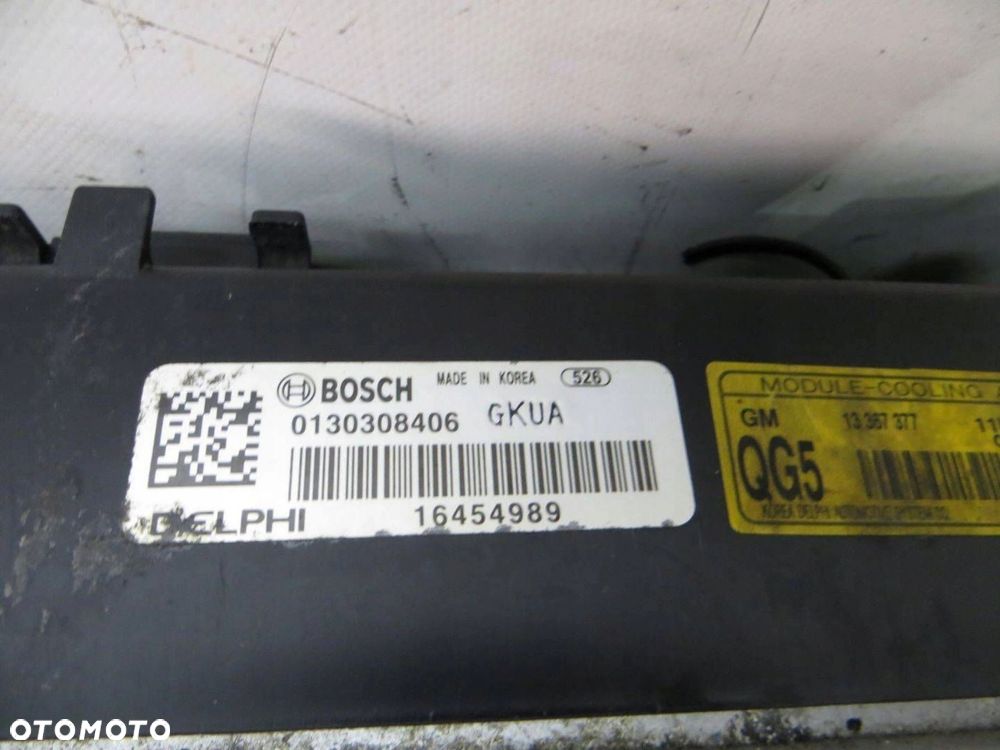 BOSCH MADE IN KOREA 526
0130308406 GKUA
DELPHI 16454989
MODULE-COOLING
GM 13 367 377
QG5
KOREA DELPHI AUTOMOTIVE SYSTEM CO
OTOMOTO